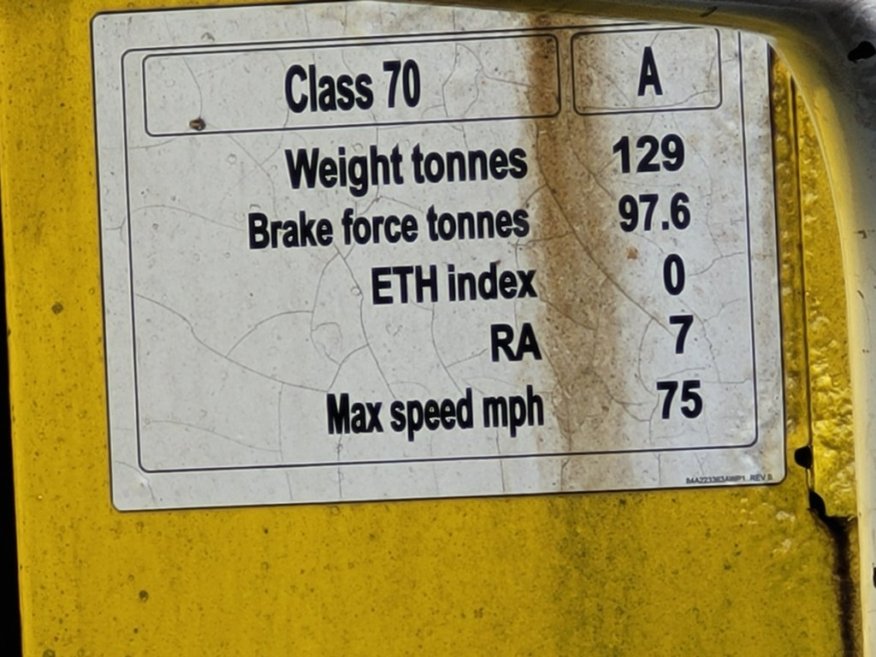 Class 70 A
Weight tonnes 129
Brake force tonnes 97.6
ETH index 0
RA 7
Max speed mph 75
REV B